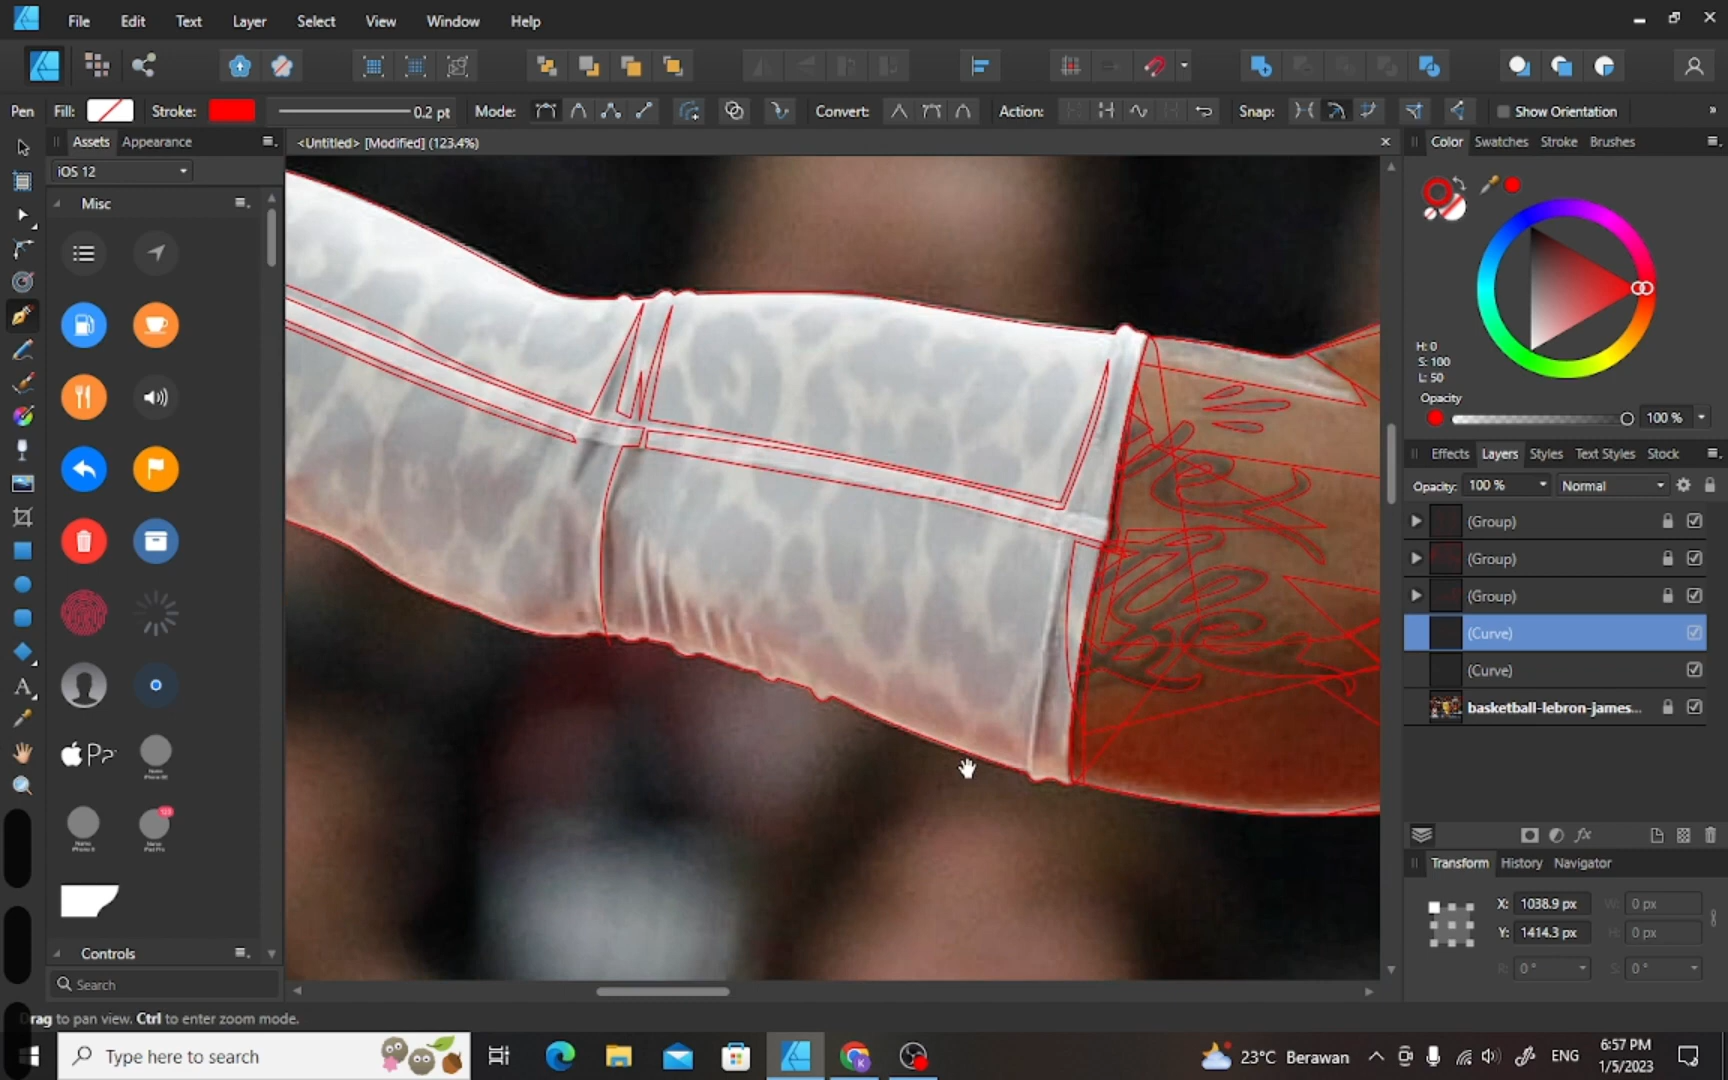 File Edit Text Layer Select View Window Help
Pen Fill: Stroke: 0.2 pt Mode: Convert: Action: Snap: Show Orientation »
Assets Appearance
<Untitled> [Modified] (123.4%)
Color Swatches Stroke Brushes
iOS 12
Misc
H: 0
S: 100
L: 50
Opacity
100 %
Effects Layers Styles Text Styles Stock
Opacity: 100 % Normal
(Group)
(Group)
(Group)
(Curve)
(Curve)
basketball-lebron-james...
Transform History Navigator
X: 1038.9 px W: 0 px
Y: 1414.3 px H: 0 px
R: 0 ° S: 0 °
Controls
Search
Drag to pan view. Ctrl to enter zoom mode.
Type here to search
23°C Berawan
ENG
6:57 PM
1/5/2023